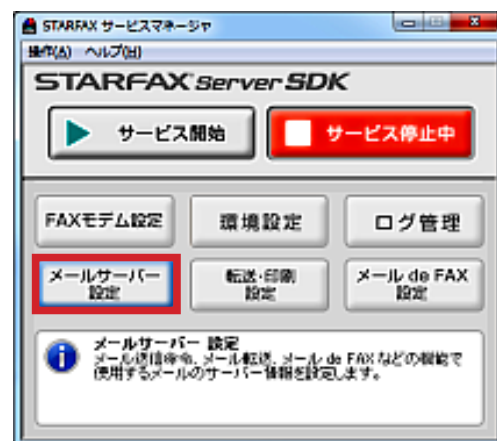 STARFAX サービスマネージャ
操作(A) ヘルプ(H)
STARFAX Server SDK
サービス開始
サービス停止中
FAXモデム設定
環境設定
ログ管理
メールサーバー
設定
転送・印刷
設定
メール de FAX
設定
メールサーバー 設定
メール送信命令、メール転送、メール de FAX などの機能で
使用するメールのサーバー情報を設定します。